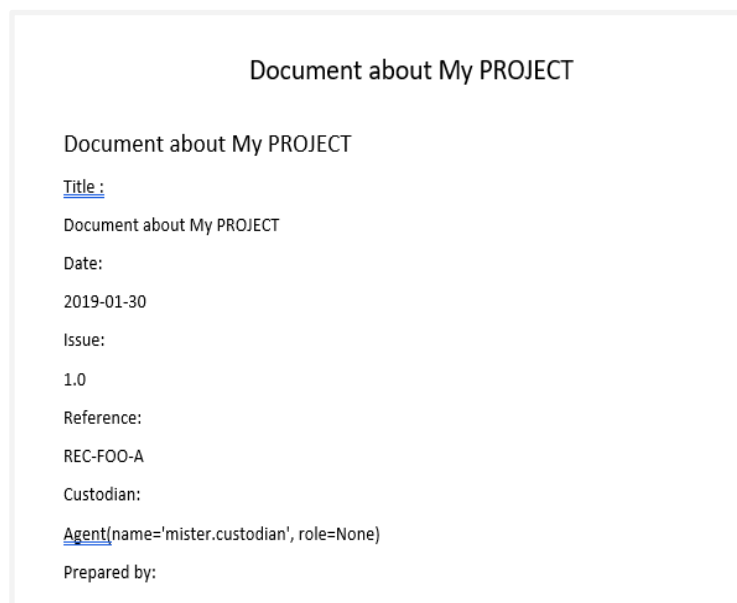 Document about My PROJECT
Document about My PROJECT
Title :
Document about My PROJECT
Date:
2019-01-30
Issue:
1.0
Reference:
REC-FOO-A
Custodian:
Agent(name='mister.custodian', role=None)
Prepared by: